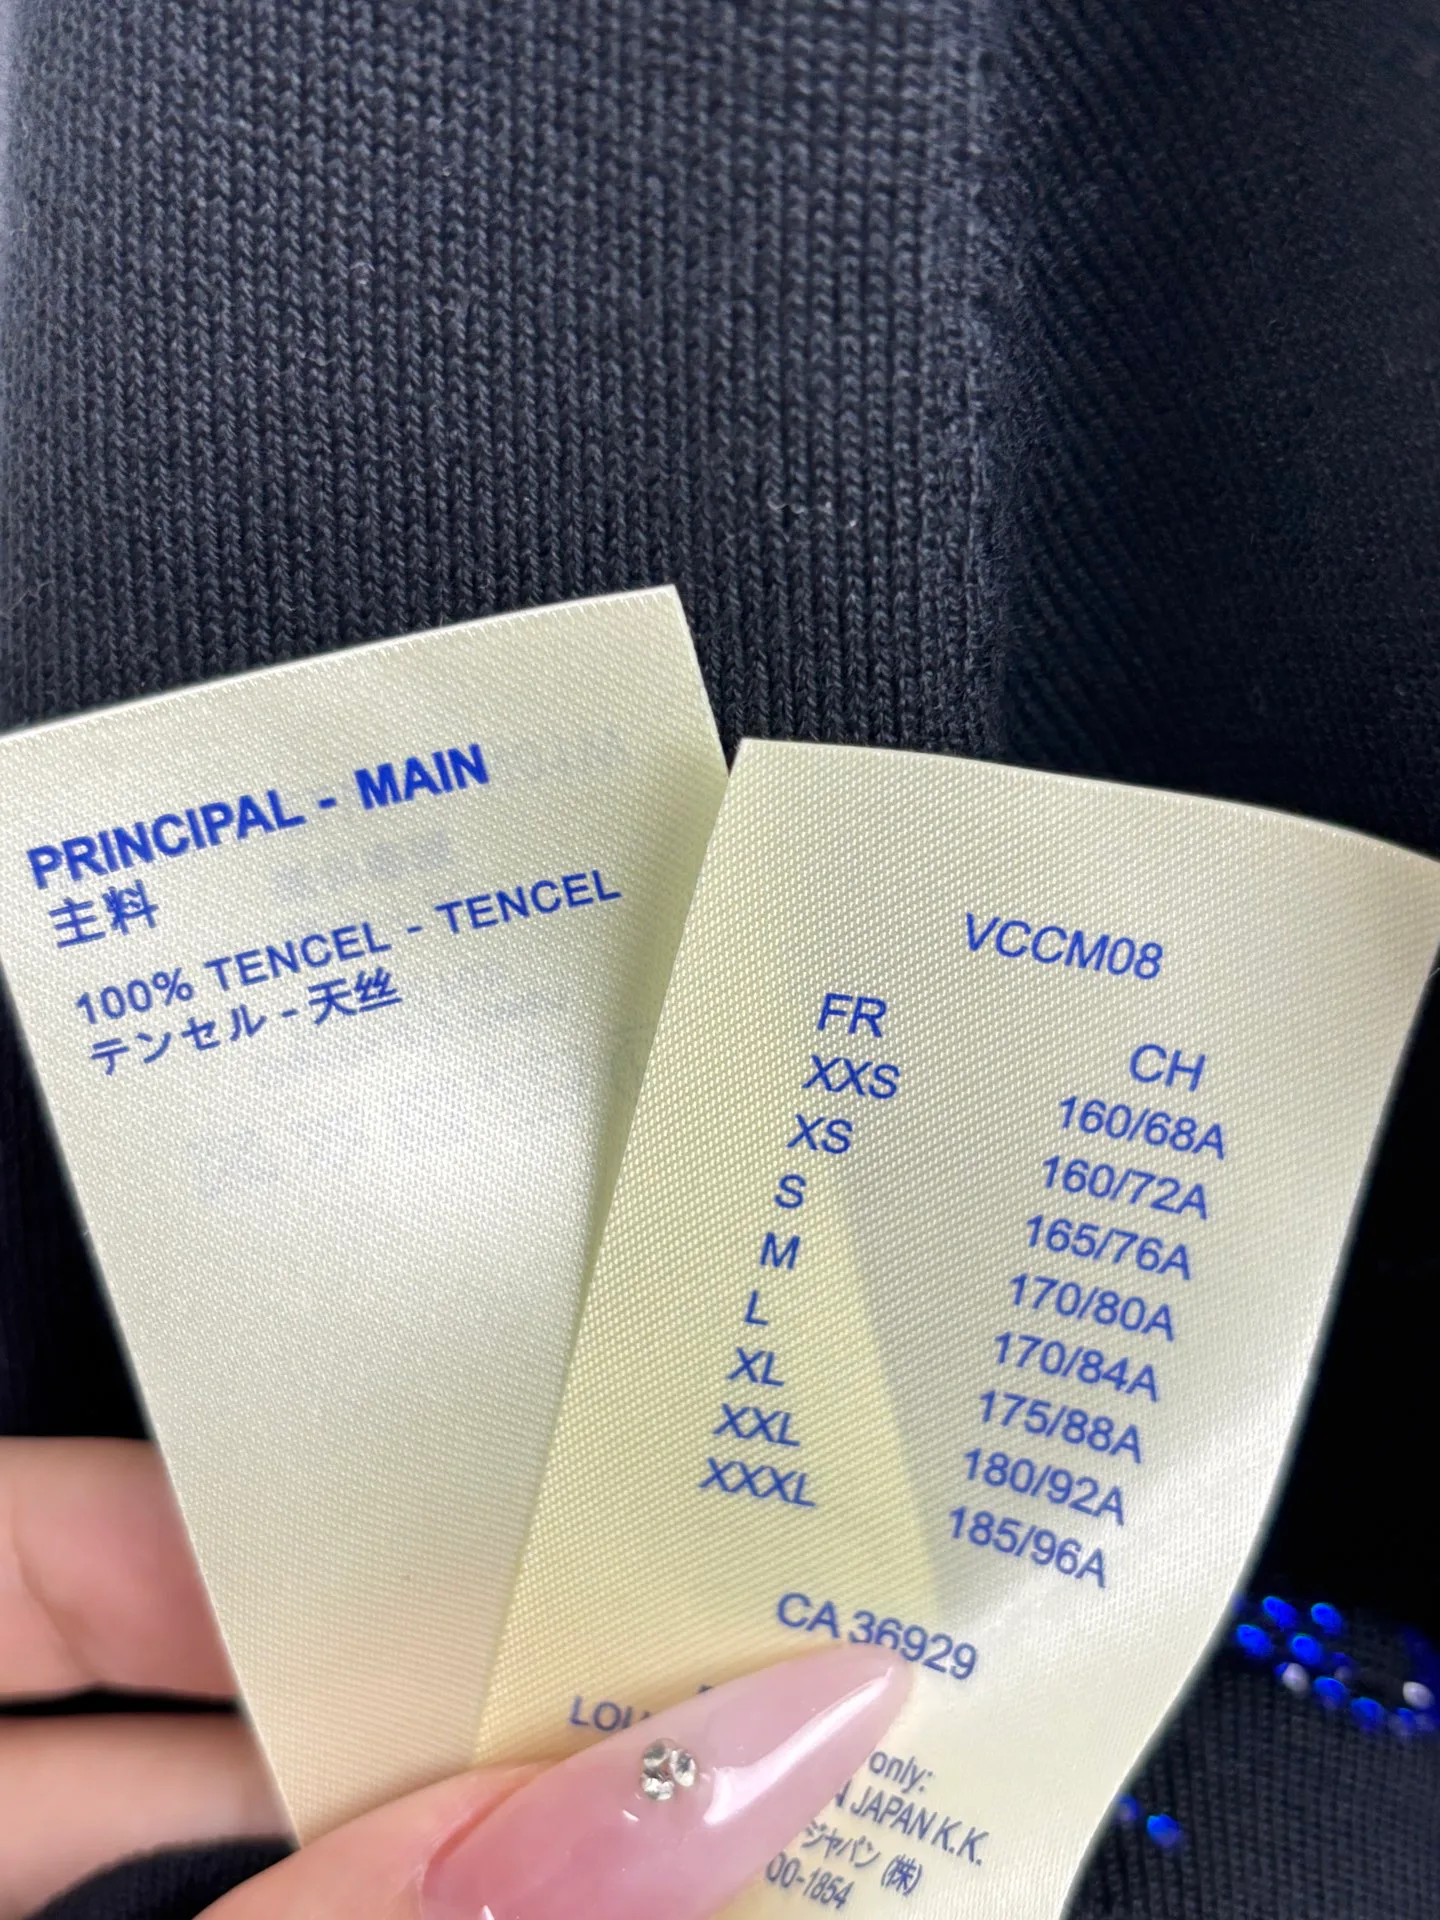 PRINCIPAL - MAIN
主料
100% TENCEL - TENCEL
テンセル - 天丝
VCCM08
FR CH
XXS 160/68A
XS 160/72A
S 165/76A
M 170/80A
L 170/84A
XL 175/88A
XXL 180/92A
XXXL 185/96A
CA 36929
only:
JAPAN K.K.
ジャパン (株)
00-1854